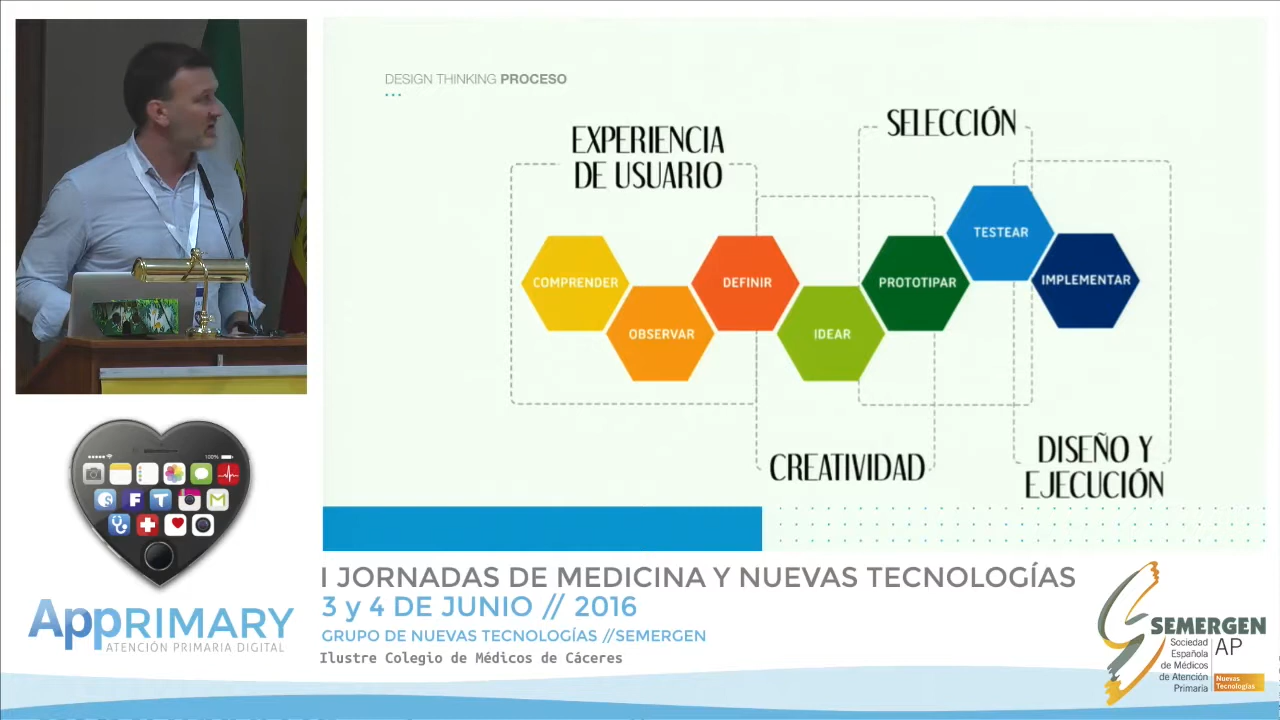 DESIGN THINKING PROCESO
EXPERIENCIA
DE USUARIO
SELECCIÓN
COMPRENDER
OBSERVAR
DEFINIR
IDEAR
PROTOTIPAR
TESTEAR
IMPLEMENTAR
CREATIVIDAD
DISEÑO Y
EJECUCIÓN
100%
F
T
M
AppRIMARY
ATENCIÓN PRIMARIA DIGITAL
I JORNADAS DE MEDICINA Y NUEVAS TECNOLOGÍAS
3 y 4 DE JUNIO // 2016
GRUPO DE NUEVAS TECNOLOGÍAS //SEMERGEN
Ilustre Colegio de Médicos de Cáceres
SEMERGEN
Sociedad
Española
de Médicos
de Atención
Primaria
AP
Nuevas
Tecnologías